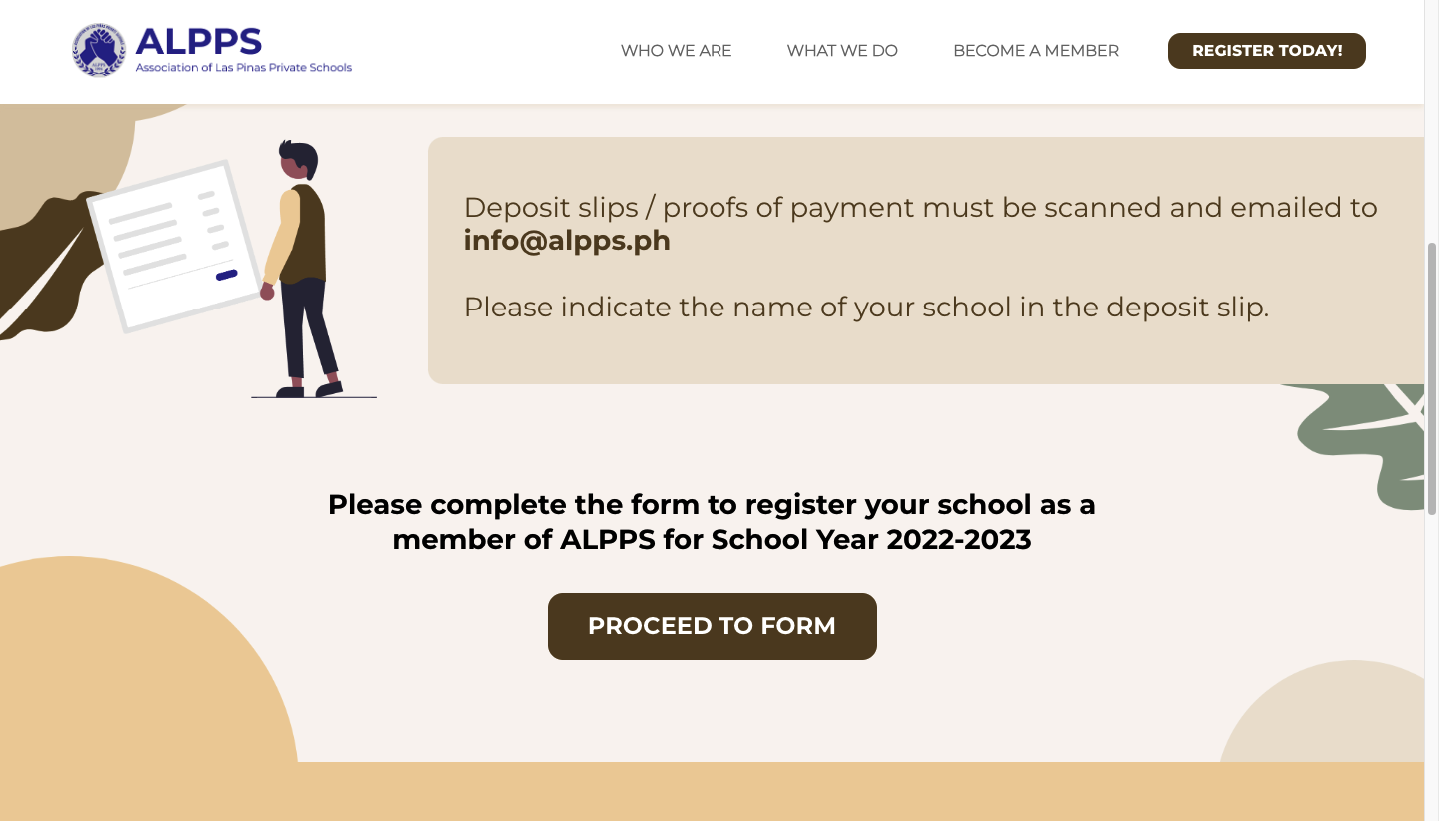 ALPPS
Association of Las Pinas Private Schools
WHO WE ARE
WHAT WE DO
BECOME A MEMBER
REGISTER TODAY!
Deposit slips / proofs of payment must be scanned and emailed to
info@alpps.ph
Please indicate the name of your school in the deposit slip.
Please complete the form to register your school as a
member of ALPPS for School Year 2022-2023
PROCEED TO FORM